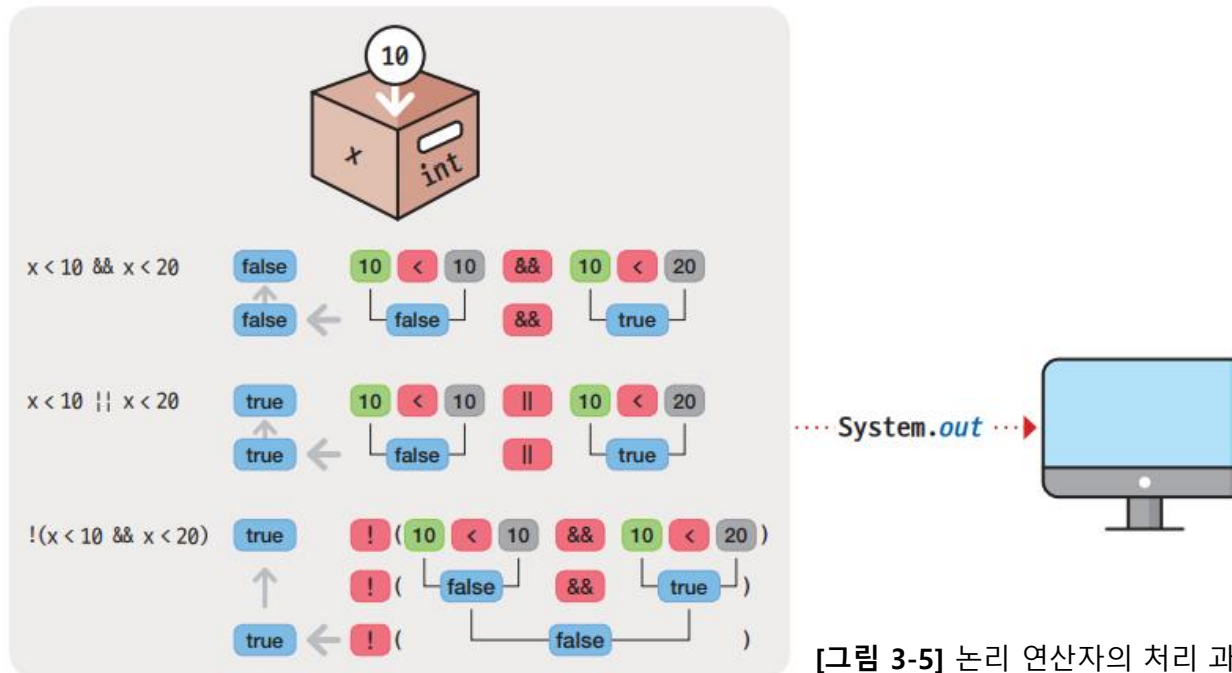 10
x
int
x < 10 && x < 20 false 10 < 10 && 10 < 20
false false && true
x < 10 || x < 20 true 10 < 10 || 10 < 20
true false || true
!(x < 10 && x < 20) true ! ( 10 < 10 && 10 < 20 )
! ( false && true )
true ! ( false )
System.out
[그림 3-5] 논리 연산자의 처리